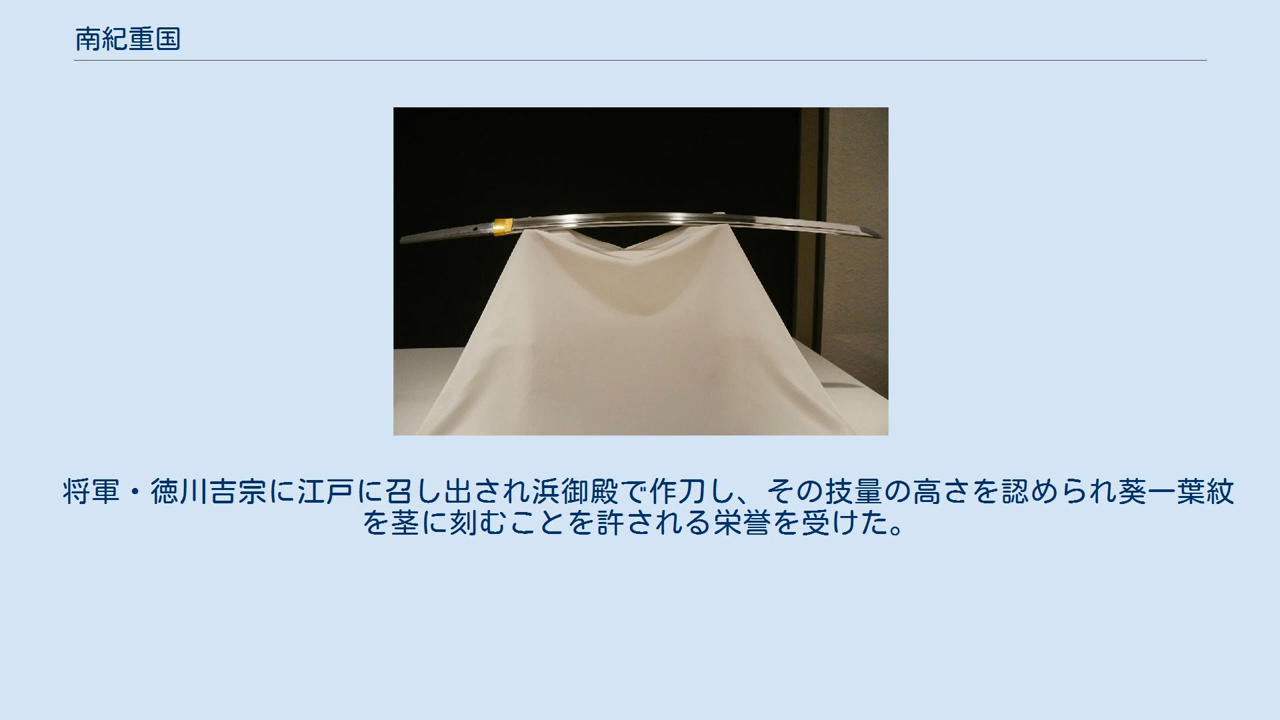 南紀重国
将軍・徳川吉宗に江戸に召し出され浜御殿で作刀し、その技量の高さを認められ葵一葉紋
を茎に刻むことを許される栄誉を受けた。